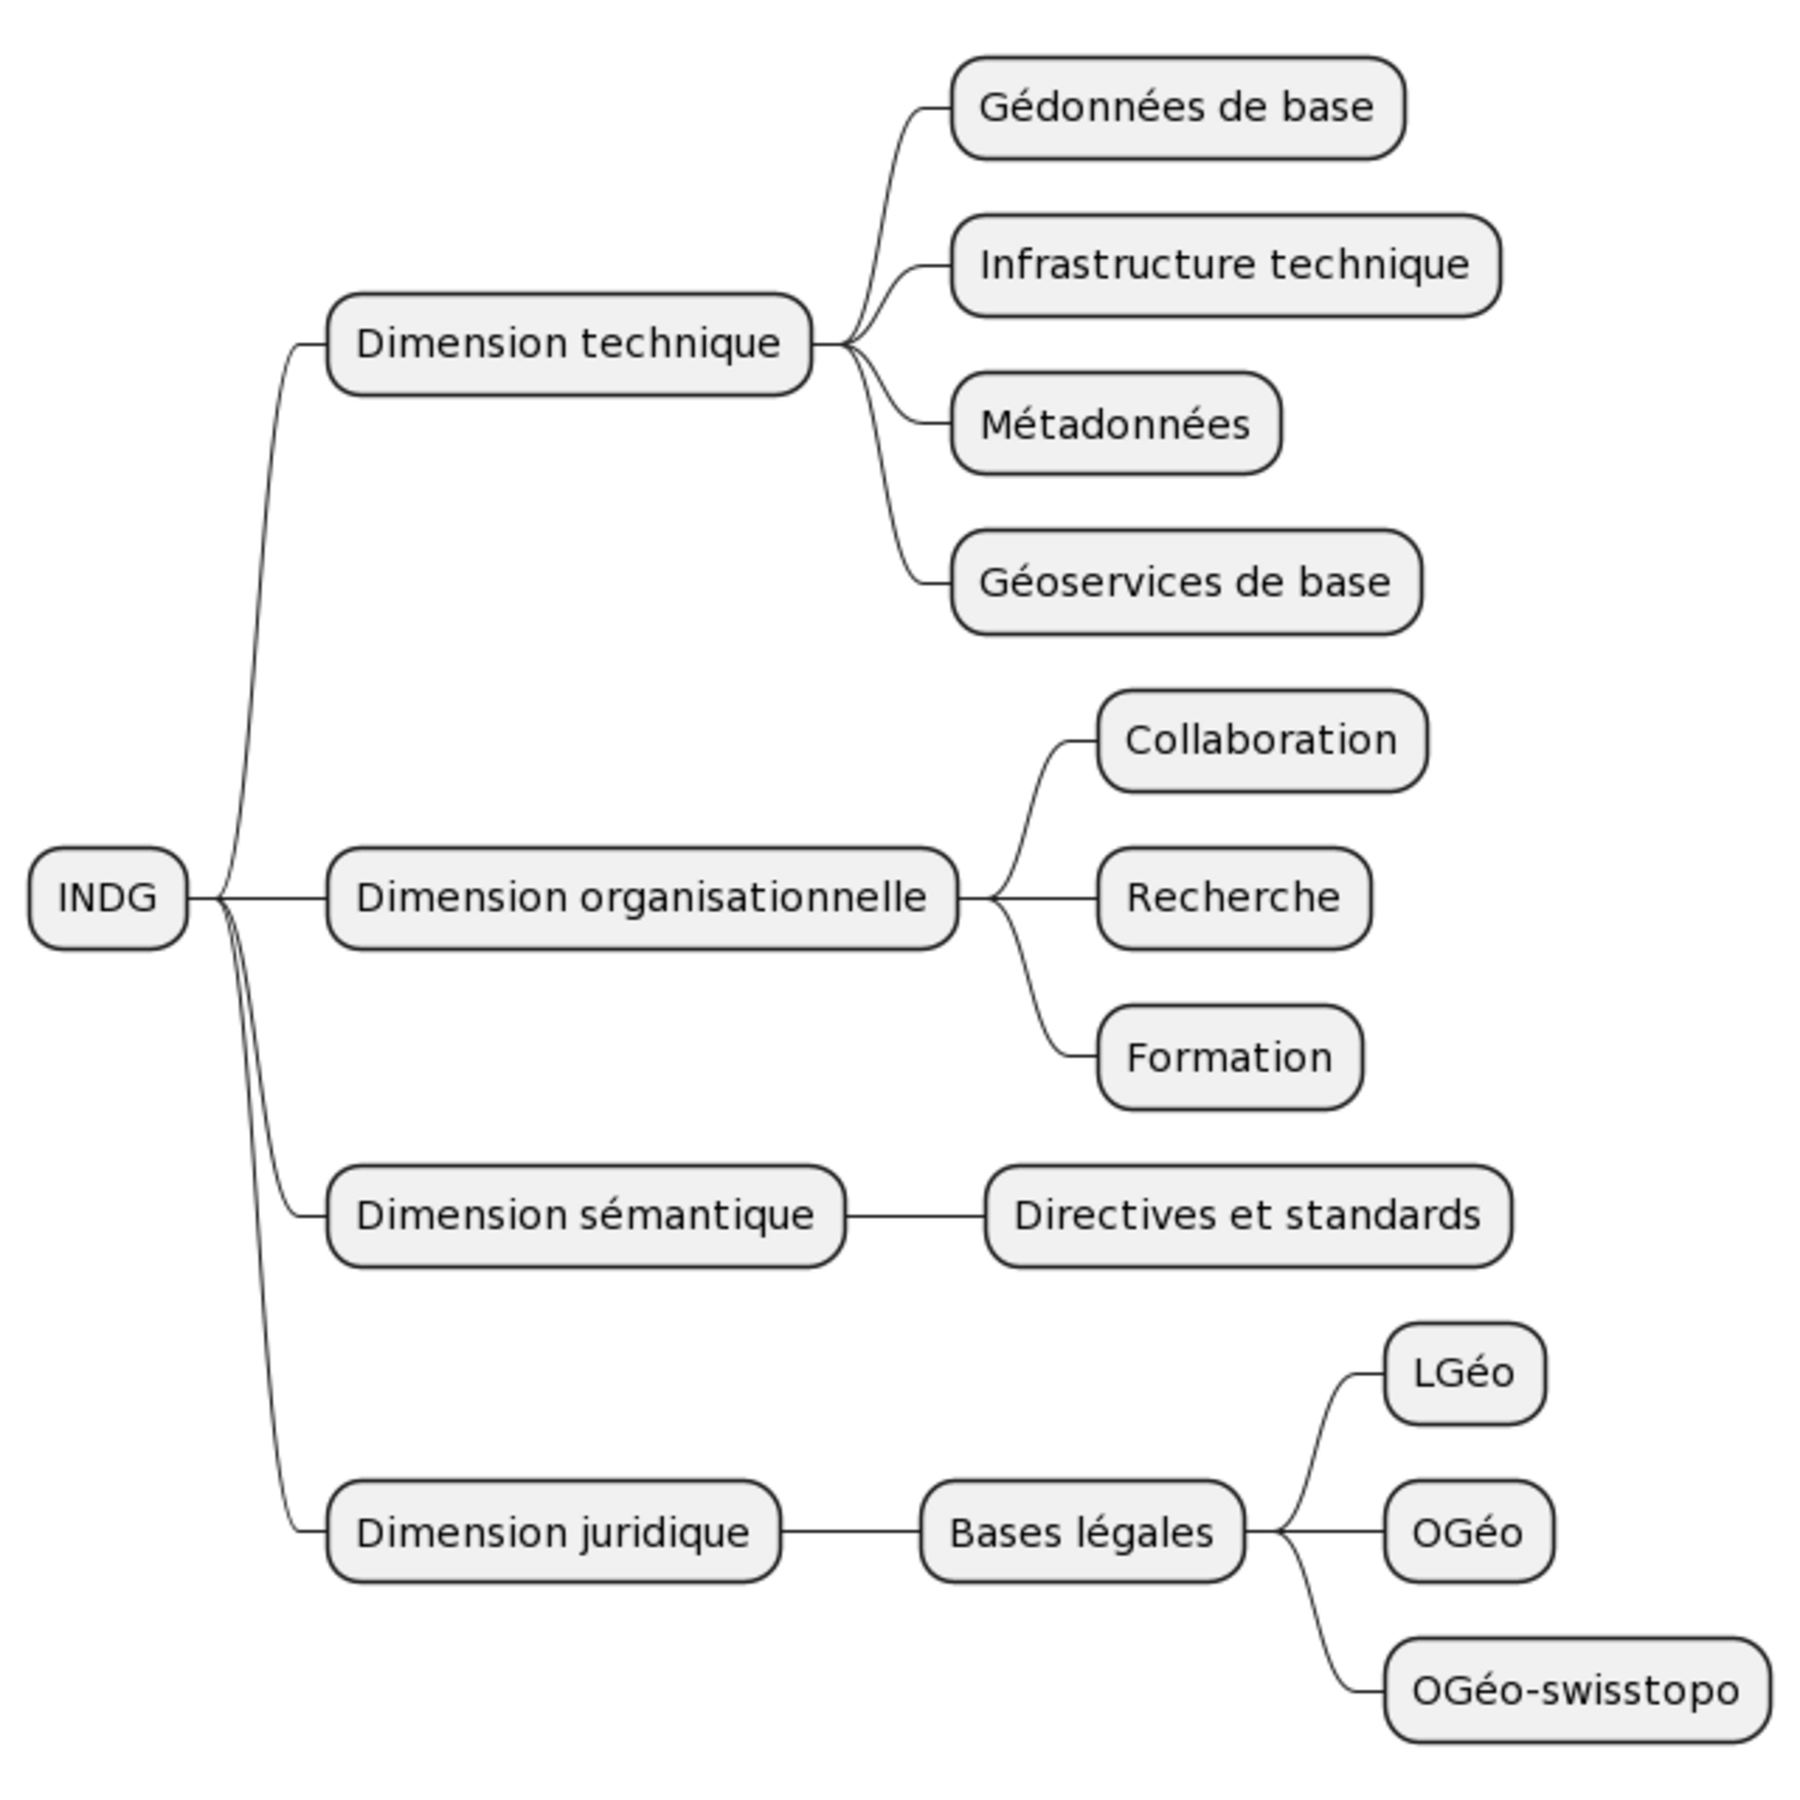 INDG
Dimension technique
Gédonnées de base
Infrastructure technique
Métadonnées
Géoservices de base
Dimension organisationnelle
Collaboration
Recherche
Formation
Dimension sémantique
Directives et standards
Dimension juridique
Bases légales
LGéo
OGéo
OGéo-swisstopo